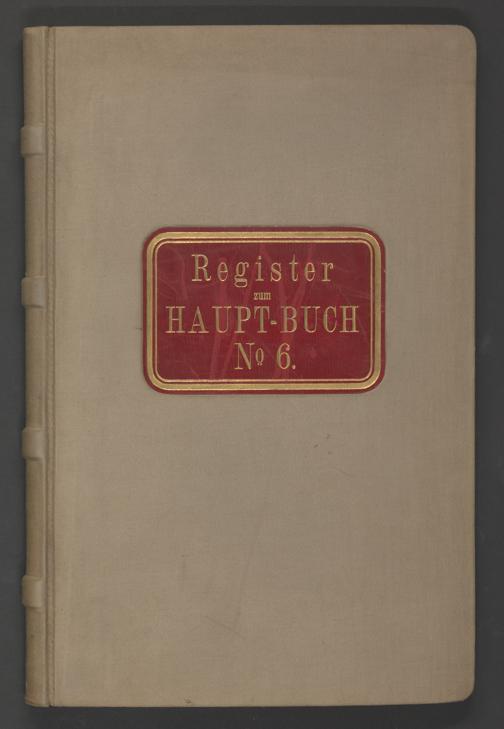 Register
zum
HAUPT-BUCH
No 6.